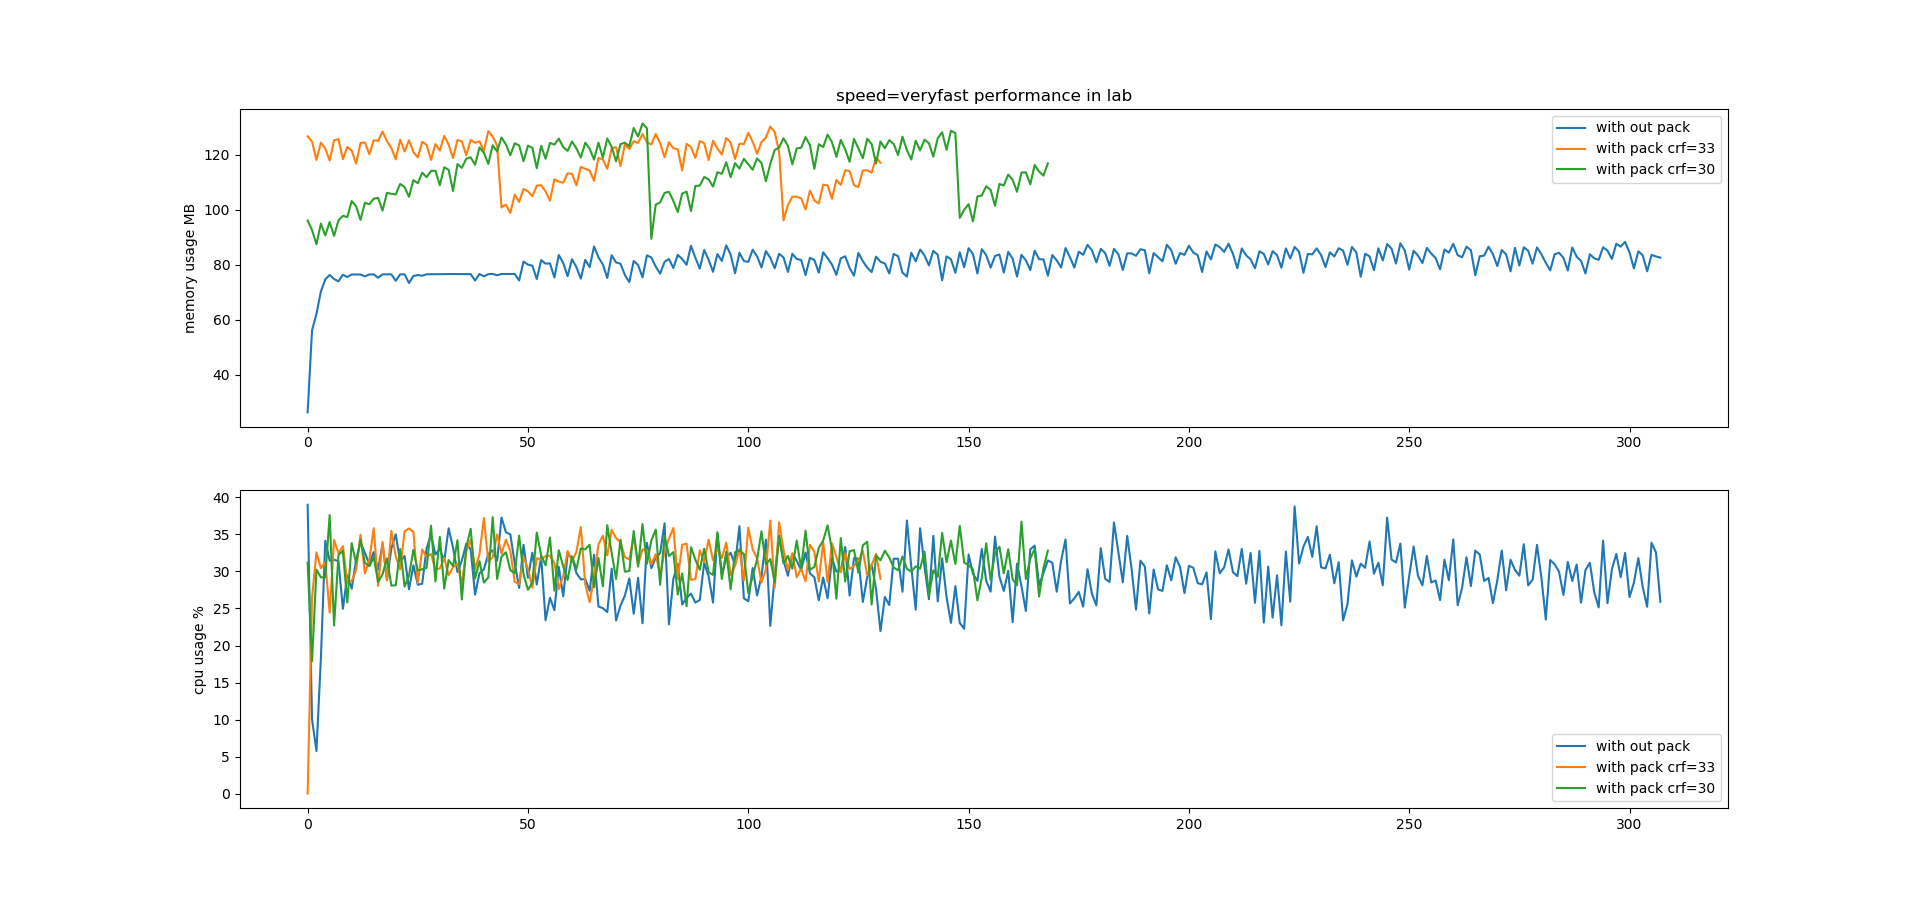 speed=veryfast performance in lab
memory usage MB
120
100
80
60
40
with out pack
with pack crf=33
with pack crf=30
0 50 100 150 200 250 300
cpu usage %
40
35
30
25
20
15
10
5
0
with out pack
with pack crf=33
with pack crf=30
0 50 100 150 200 250 300